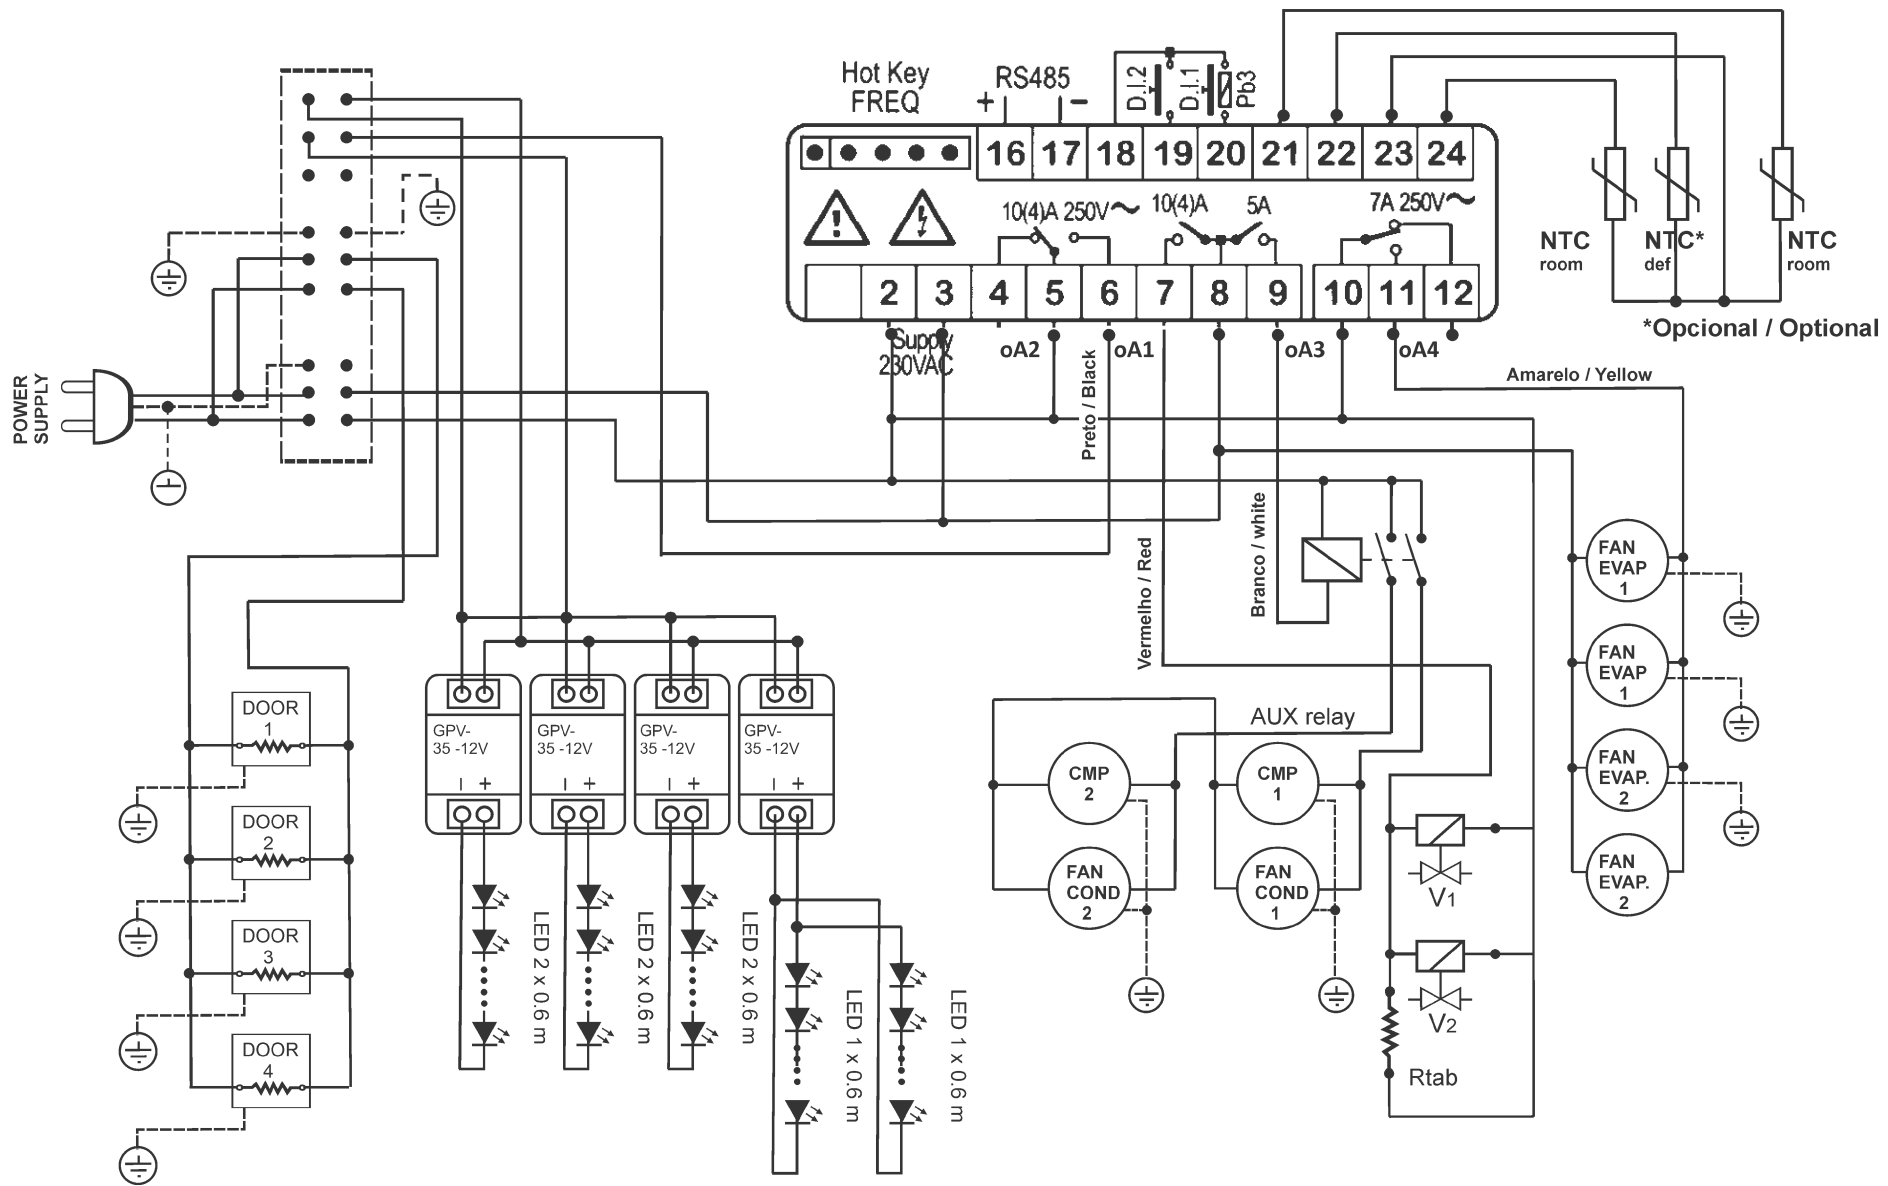 Hot Key
FREQ
RS485
+
−
D.I.2
D.I.1
Pb3
16 17 18 19 20 21 22 23 24
10(4)A 250V
10(4)A
5A
7A 250V
2 3 4 5 6 7 8 9 10 11 12
Supply
230VAC
oA2
oA1
oA3
oA4
NTC
room
NTC*
def
NTC
room
*Opcional / Optional
Amarelo / Yellow
Preto / Black
Branco / white
Vermelho / Red
POWER
SUPPLY
DOOR
1
DOOR
2
DOOR
3
DOOR
4
GPV-
35 -12V
− +
GPV-
35 -12V
− +
GPV-
35 -12V
− +
GPV-
35 -12V
− +
LED 2 x 0.6 m
LED 2 x 0.6 m
LED 2 x 0.6 m
LED 1 x 0.6 m
LED 1 x 0.6 m
AUX relay
CMP
2
CMP
1
FAN
COND
2
FAN
COND
1
V1
V2
Rtab
FAN
EVAP
1
FAN
EVAP
1
FAN
EVAP.
2
FAN
EVAP.
2